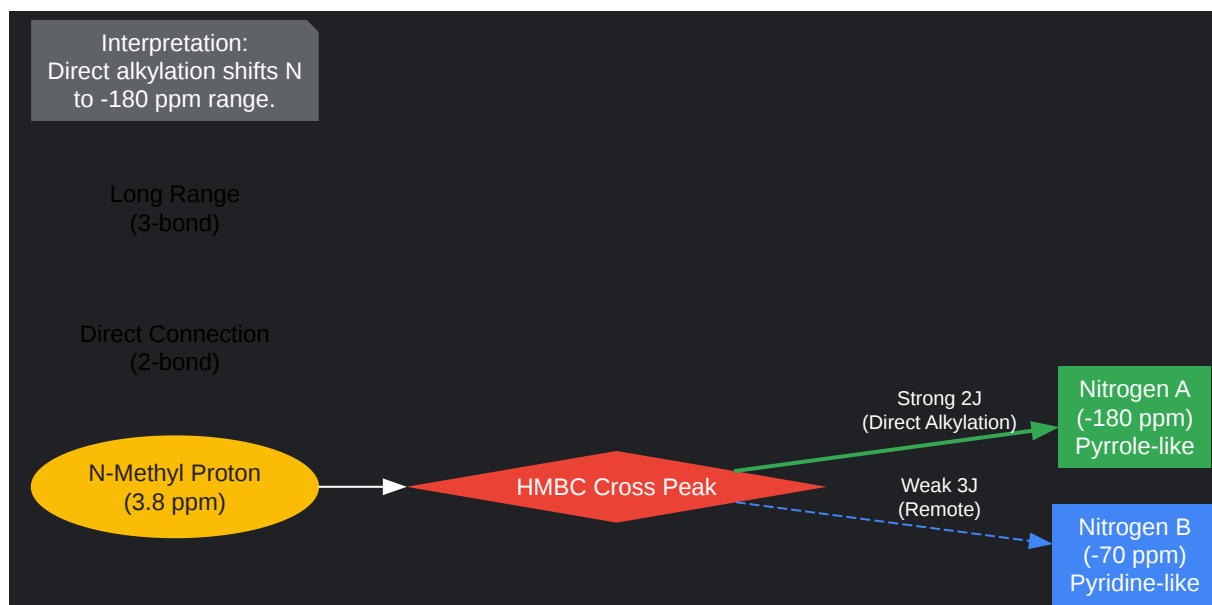 Interpretation:
Direct alkylation shifts N
to -180 ppm range.
Long Range
(3-bond)
Direct Connection
(2-bond)
N-Methyl Proton
(3.8 ppm)
HMBC Cross Peak
Strong 2J
(Direct Alkylation)
Weak 3J
(Remote)
Nitrogen A
(-180 ppm)
Pyrrole-like
Nitrogen B
(-70 ppm)
Pyridine-like